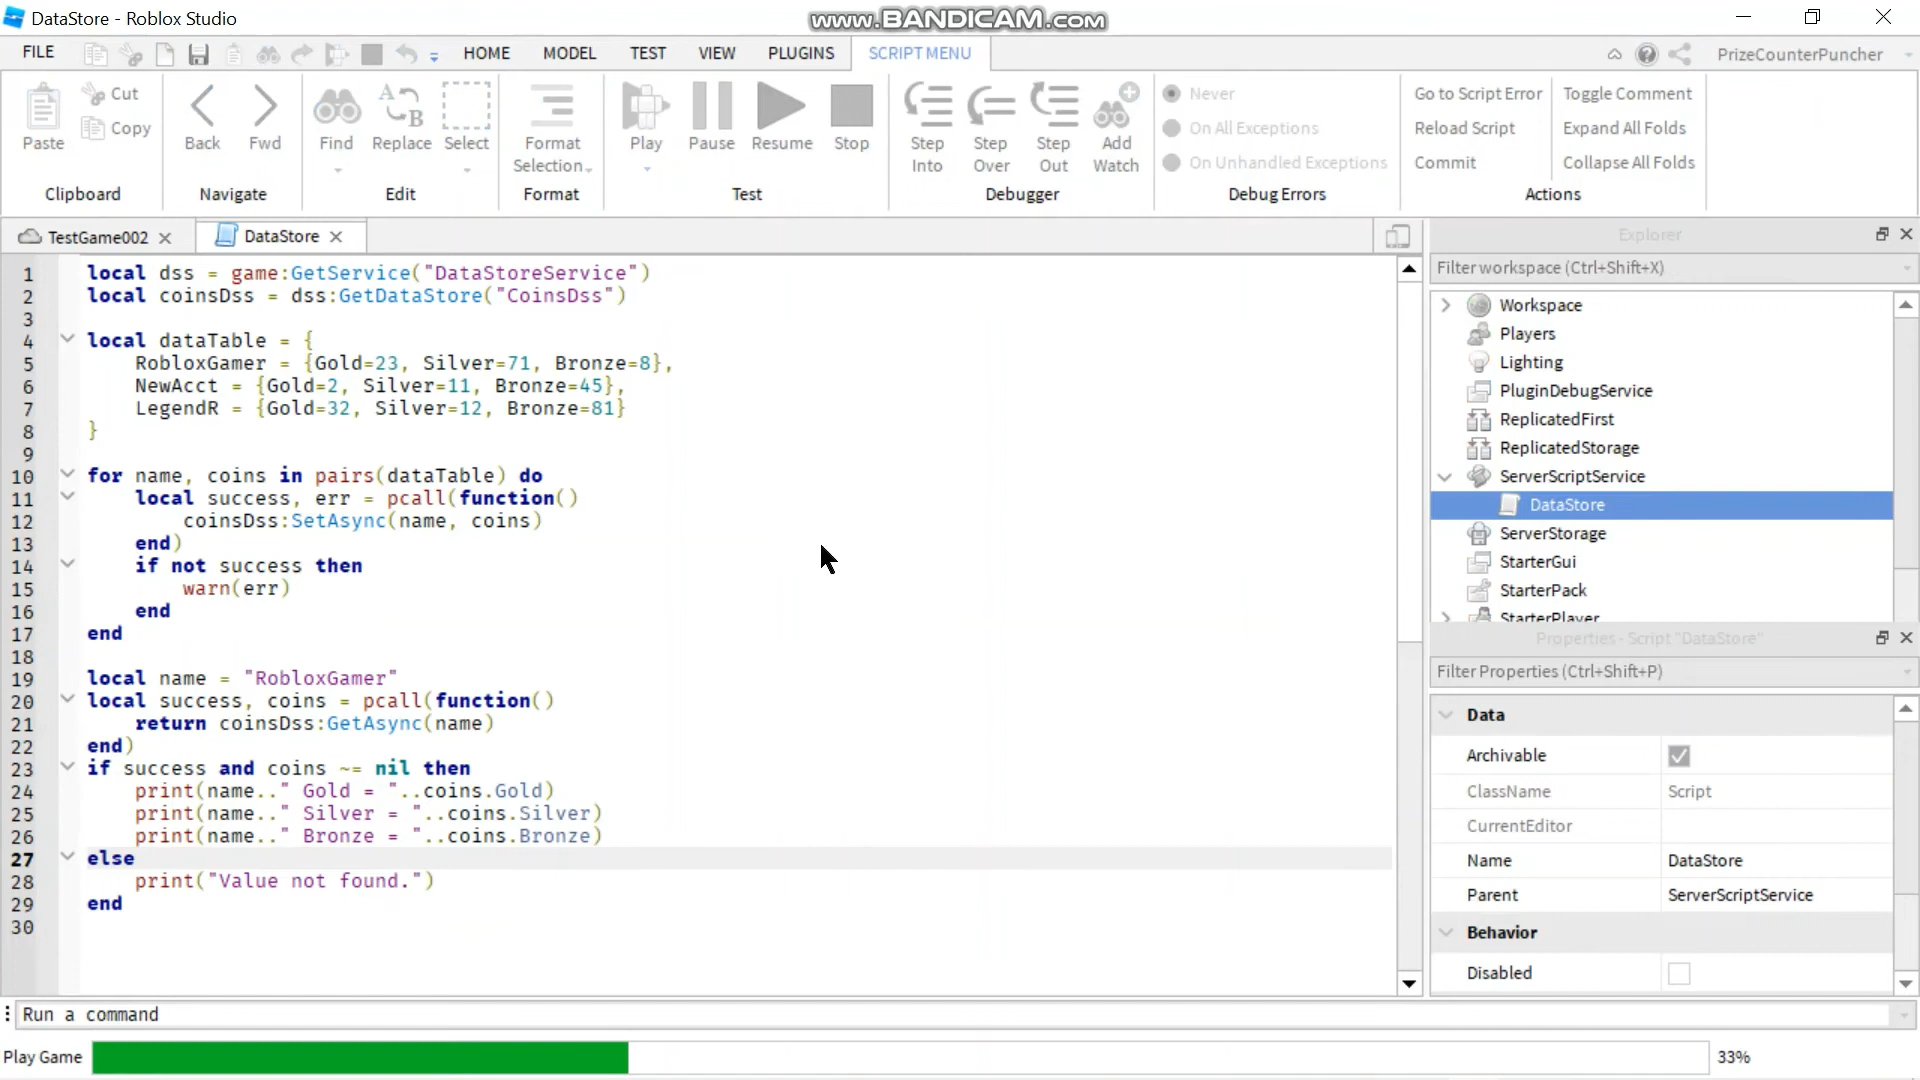 DataStore - Roblox Studio
www.BANDICAM.com
FILE
HOME
MODEL
TEST
VIEW
PLUGINS
SCRIPT MENU
PrizeCounterPuncher
Paste
Cut
Copy
Clipboard
Back
Fwd
Navigate
Find
Replace
Select
Edit
Format
Selection
Format
Play
Pause
Resume
Stop
Test
Step
Into
Step
Over
Step
Out
Add
Watch
Debugger
Never
On All Exceptions
On Unhandled Exceptions
Debug Errors
Go to Script Error
Reload Script
Commit
Toggle Comment
Expand All Folds
Collapse All Folds
Actions
TestGame002
DataStore
1 local dss = game:GetService("DataStoreService")
2 local coinsDss = dss:GetDataStore("CoinsDss")
3
4 local dataTable = {
5 RobloxGamer = {Gold=23, Silver=71, Bronze=8},
6 NewAcct = {Gold=2, Silver=11, Bronze=45},
7 LegendR = {Gold=32, Silver=12, Bronze=81}
8 }
9
10 for name, coins in pairs(dataTable) do
11 local success, err = pcall(function()
12 coinsDss:SetAsync(name, coins)
13 end)
14 if not success then
15 warn(err)
16 end
17 end
18
19 local name = "RobloxGamer"
20 local success, coins = pcall(function()
21 return coinsDss:GetAsync(name)
22 end)
23 if success and coins ~= nil then
24 print(name.." Gold = "..coins.Gold)
25 print(name.." Silver = "..coins.Silver)
26 print(name.." Bronze = "..coins.Bronze)
27 else
28 print("Value not found.")
29 end
30
Explorer
Filter workspace (Ctrl+Shift+X)
Workspace
Players
Lighting
PluginDebugService
ReplicatedFirst
ReplicatedStorage
ServerScriptService
DataStore
ServerStorage
StarterGui
StarterPack
StarterPlayer
Properties - Script "DataStore"
Filter Properties (Ctrl+Shift+P)
Data
Archivable
ClassName Script
CurrentEditor
Name DataStore
Parent ServerScriptService
Behavior
Disabled
Run a command
Play Game
33%